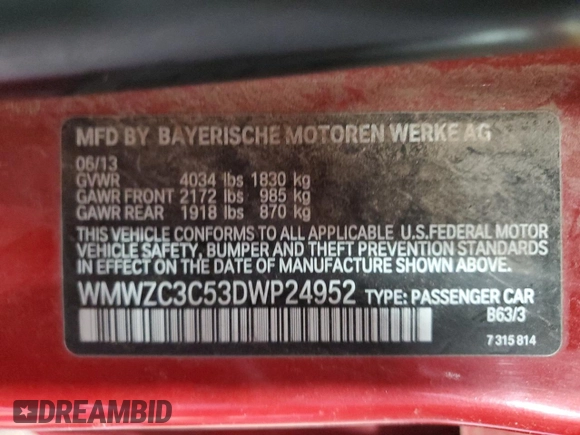 MFD BY BAYERISCHE MOTOREN WERKE AG
06/13
GVWR 4034 lbs 1830 kg
GAWR FRONT 2172 lbs 985 kg
GAWR REAR 1918 lbs 870 kg
THIS VEHICLE CONFORMS TO ALL APPLICABLE U.S.FEDERAL MOTOR
VEHICLE SAFETY, BUMPER AND THEFT PREVENTION STANDARDS
IN EFFECT ON THE DATE OF MANUFACTURE SHOWN ABOVE.
WMWZC3C53DWP24952 TYPE: PASSENGER CAR
B63/3
7 315 814
DREAMBID